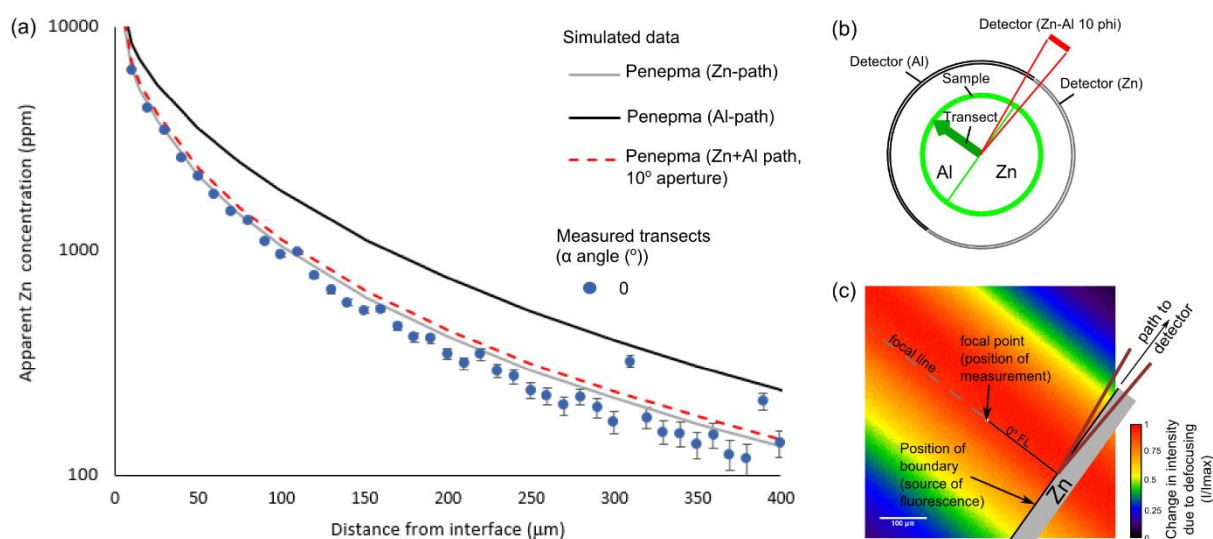 (a)
10000
1000
100
Apparent Zn concentration (ppm)
0
50
100
150
200
250
300
350
400
Distance from interface (µm)
Simulated data
Penepma (Zn-path)
Penepma (Al-path)
Penepma (Zn+Al path,
10º aperture)
Measured transects
(α angle (º))
0
(b)
Detector (Zn-Al 10 phi)
Detector (Al)
Sample
Detector (Zn)
Transect
Al
Zn
(c)
focal line
focal point
(position of
measurement)
path to
detector
0º FL
Position of
boundary
(source of
fluorescence)
Zn
100 µm
1
0.75
0.5
0.25
0
Change in intensity
due to defocusing
(I/Imax)